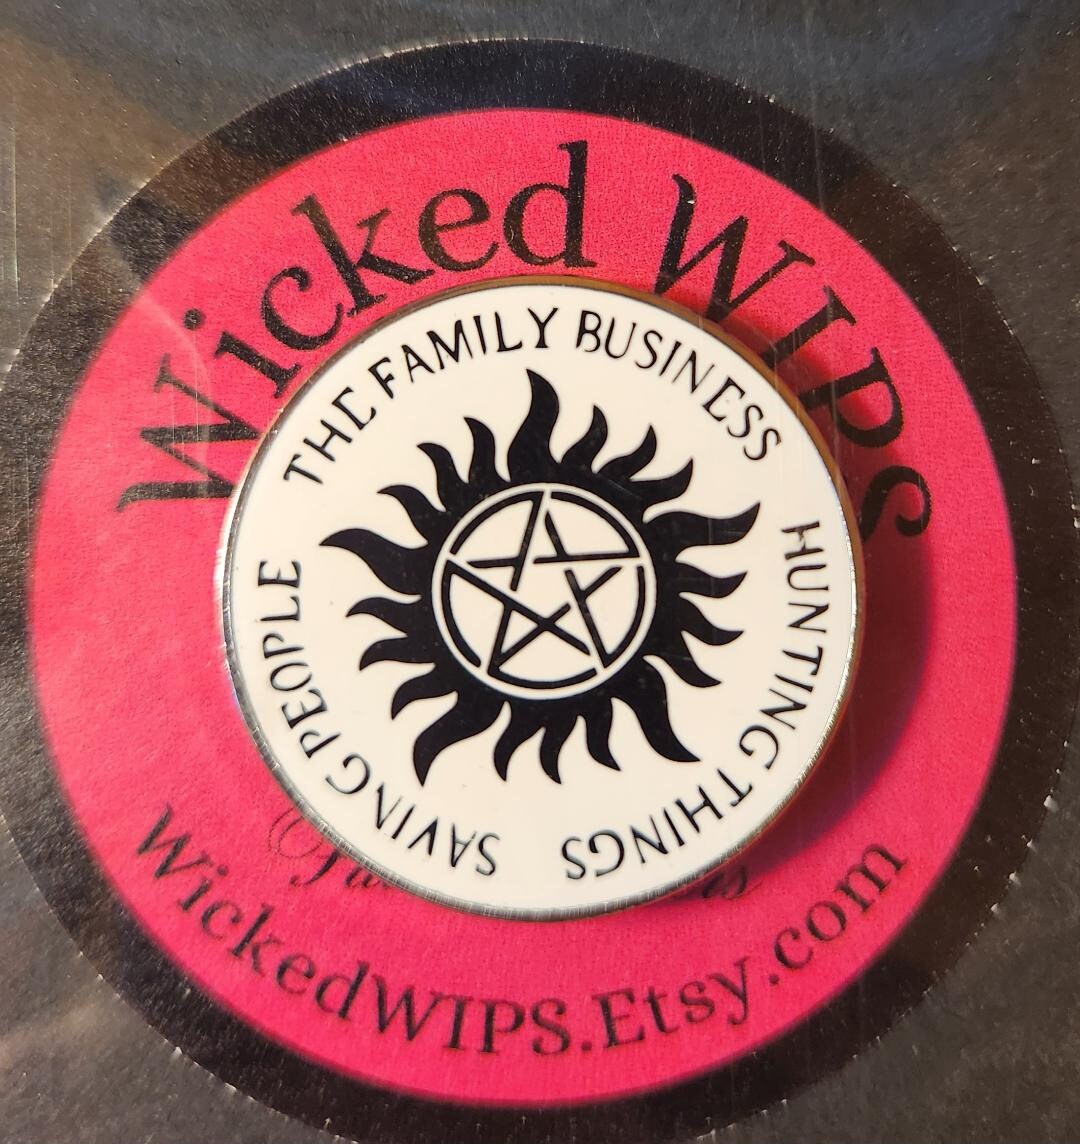 Wicked WIPS
SAVING PEOPLE
HUNTING THINGS
THE FAMILY BUSINESS
WickedWIPS.Etsy.com